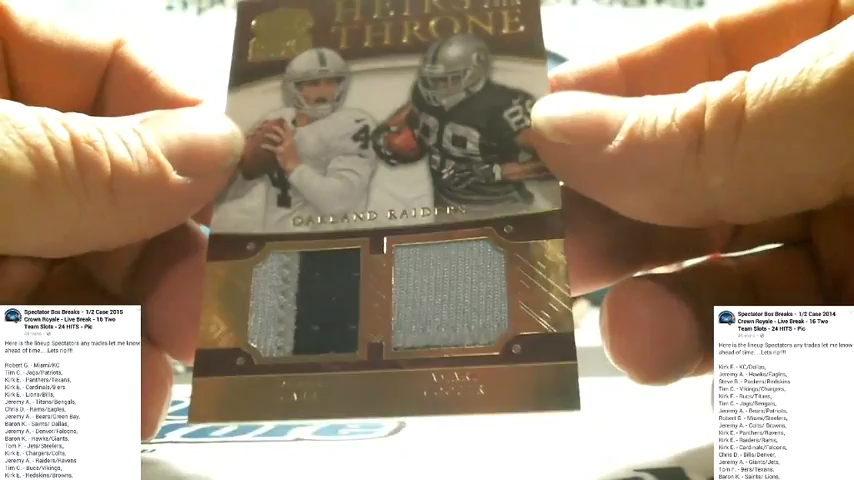 HEIRS
THRONE
4
89
OAKLAND RAIDERS
Spectator Box Breaks - 1/2 Case 2015
Crown Royale - Live Break - 16 Two
Team Slots - 24 HITS - Pic
Here is the lineup Spectators any trades let me know
ahead of time....Lets rip!!!!
Robert G. - Miami/KC
Tim C. - Jags/Patriots,
Kirk E. - Panthers/Texans,
Kirk E. - Cardinals/9ers
Kirk E. - Lions/Bills,
Jeremy A. - Titans/Bengals,
Chris D. - Rams/Eagles,
Jeremy A. - Bears/Green Bay,
Baron K. - Saints/ Dallas,
Jeremy A. - Denver/Falcons,
Baron K. - Hawks/Giants,
Tom F. - Jets/Steelers,
Kirk E. - Chargers/Colts,
Jeremy A. - Raiders/Ravens
Tim C. - Bucs/Vikings,
Kirk E. - Redskins/Browns,
Spectator Box Breaks - 1/2 Case 2014
Crown Royale - Live Break - 16 Two
Team Slots - 24 HITS - Pic
Here is the lineup Spectators any trades let me know
ahead of time....Lets rip!!!!
Kirk F. - KC/Dallas,
Jeremy A. - Hawks/Eagles,
Steve B. - Packers/Redskins
Tim C. - Vikings/Chargers,
Kirk F. - Bucs/Titans,
Tim C. - Jags/Bengals,
Jeremy A. - Bears/Patriots,
Robert G. - Miami/Steelers,
Jeremy A. - Colts/ Browns,
Kirk E. - Panthers/Ravens,
Kirk E. - Raiders/Rams,
Kirk E. - Cardinals/Falcons,
Chris D. - Bills/Denver,
Jeremy A. - Giants/Jets,
Tom F. - 9ers/Texans,
Baron K. - Saints/ Lions,